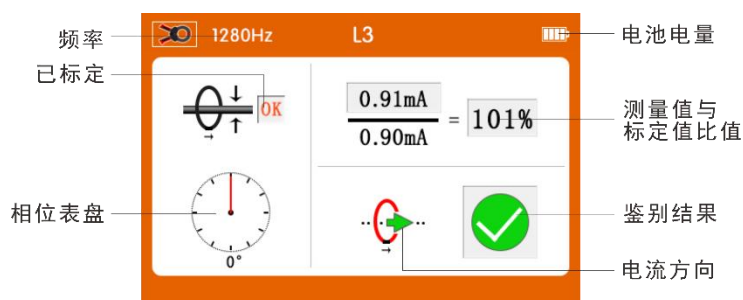 频率
1280Hz
L3
电池电量
已标定
OK
0.91mA
0.90mA
=
101%
测量值与
标定值比值
相位表盘
0°
鉴别结果
电流方向